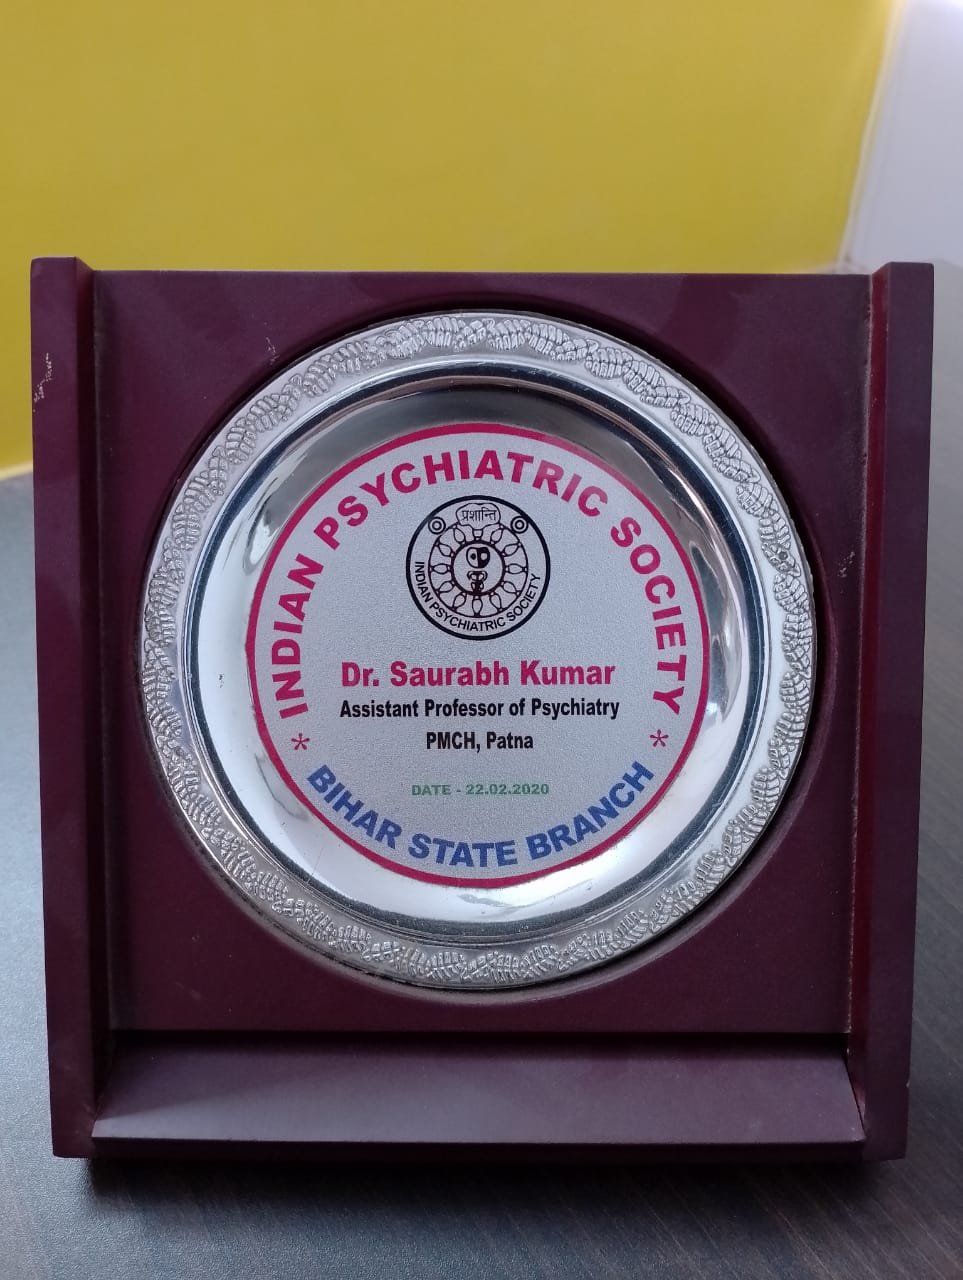 INDIAN PSYCHIATRIC SOCIETY
प्रशान्ति
INDIAN PSYCHIATRIC SOCIETY
Dr. Saurabh Kumar
Assistant Professor of Psychiatry
PMCH, Patna
DATE - 22.02.2020
* BIHAR STATE BRANCH *